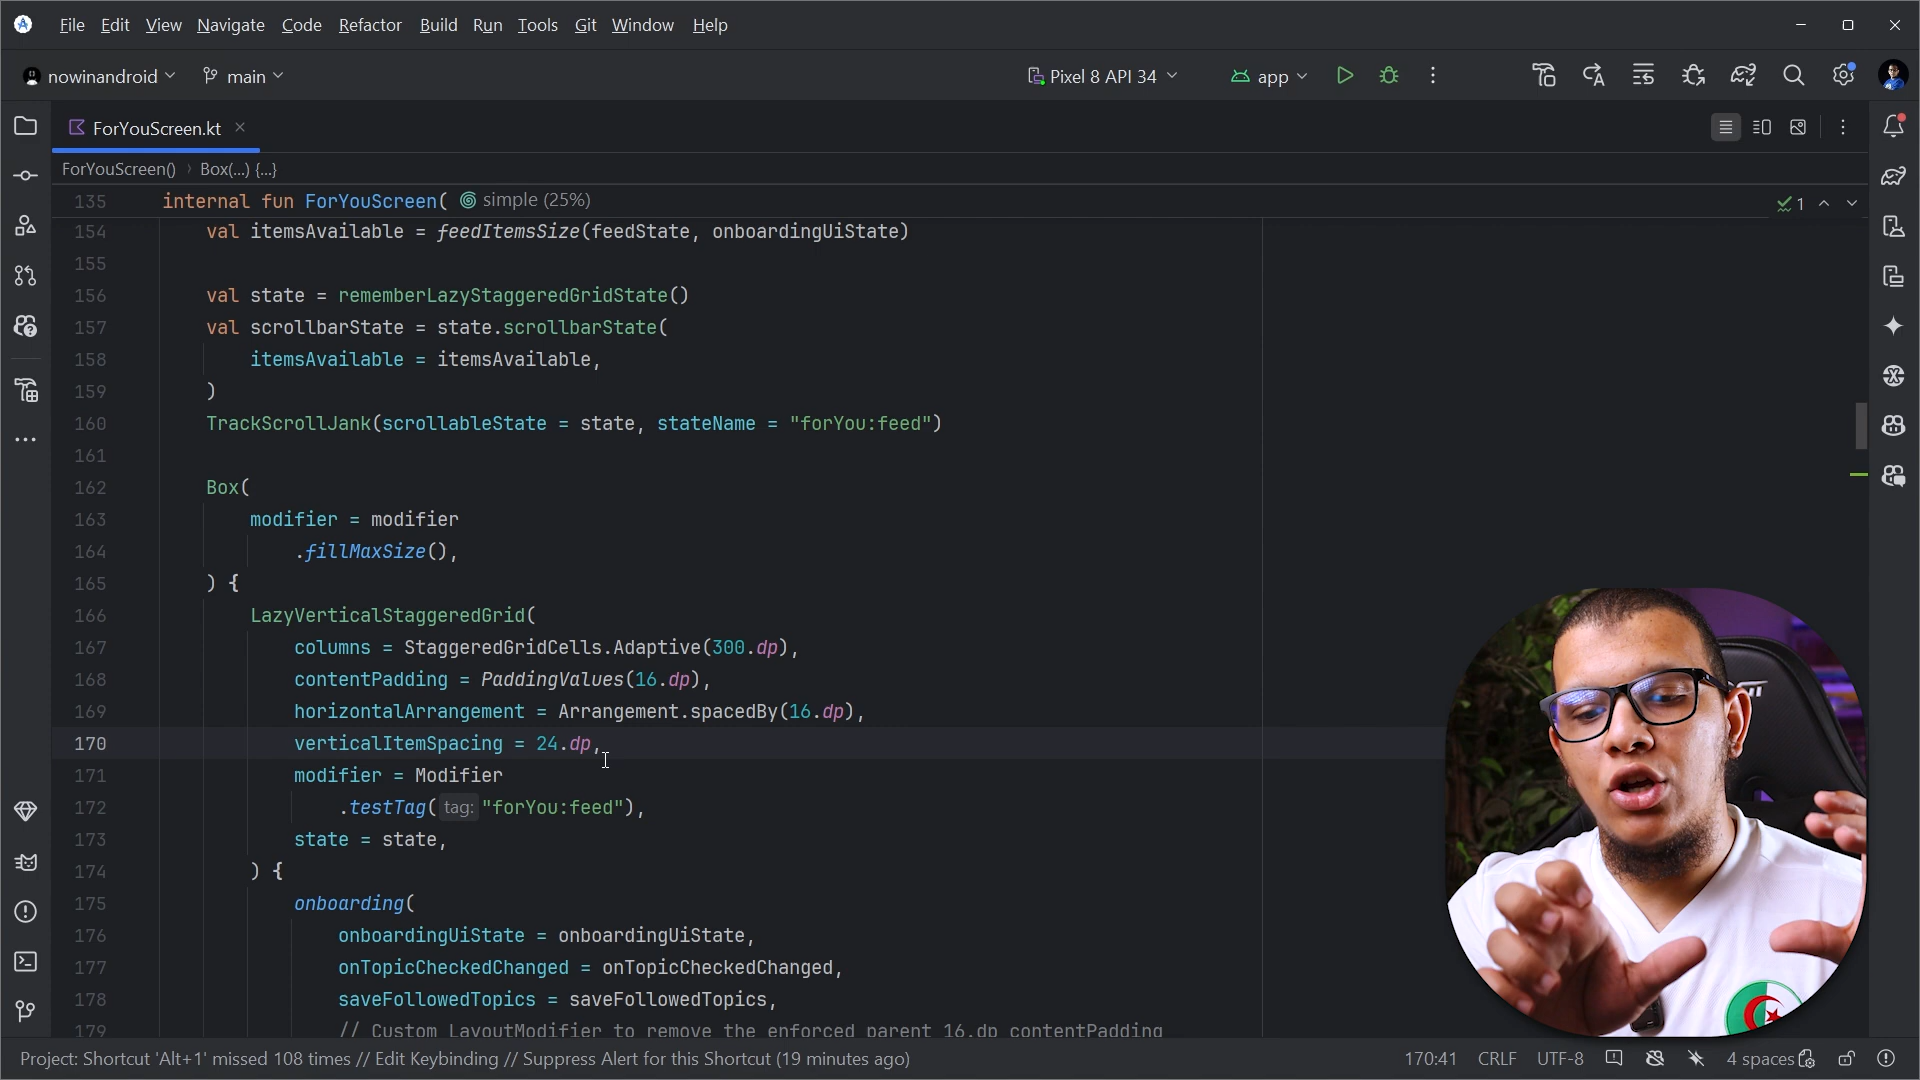 File Edit View Navigate Code Refactor Build Run Tools Git Window Help
nowinandroid main Pixel 8 API 34 app
ForYouScreen.kt
ForYouScreen() › Box(...) {...}
135 internal fun ForYouScreen( simple (25%) 1
154 val itemsAvailable = feedItemsSize(feedState, onboardingUiState)
155
156 val state = rememberLazyStaggeredGridState()
157 val scrollbarState = state.scrollbarState(
158 itemsAvailable = itemsAvailable,
159 )
160 TrackScrollJank(scrollableState = state, stateName = "forYou:feed")
161
162 Box(
163 modifier = modifier
164 .fillMaxSize(),
165 ) {
166 LazyVerticalStaggeredGrid(
167 columns = StaggeredGridCells.Adaptive(300.dp),
168 contentPadding = PaddingValues(16.dp),
169 horizontalArrangement = Arrangement.spacedBy(16.dp),
170 verticalItemSpacing = 24.dp,
171 modifier = Modifier
172 .testTag( tag: "forYou:feed"),
173 state = state,
174 ) {
175 onboarding(
176 onboardingUiState = onboardingUiState,
177 onTopicCheckedChanged = onTopicCheckedChanged,
178 saveFollowedTopics = saveFollowedTopics,
179 // Custom LayoutModifier to remove the enforced parent 16.dp contentPadding
Project: Shortcut 'Alt+1' missed 108 times // Edit Keybinding // Suppress Alert for this Shortcut (19 minutes ago) 170:41 CRLF UTF-8 4 spaces